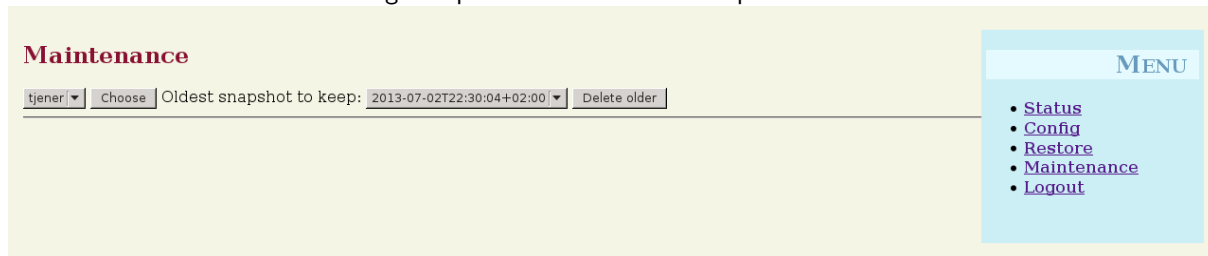 Maintenance
tjener Choose Oldest snapshot to keep: 2013-07-02T22:30:04+02:00 Delete older
MENU
Status
Config
Restore
Maintenance
Logout